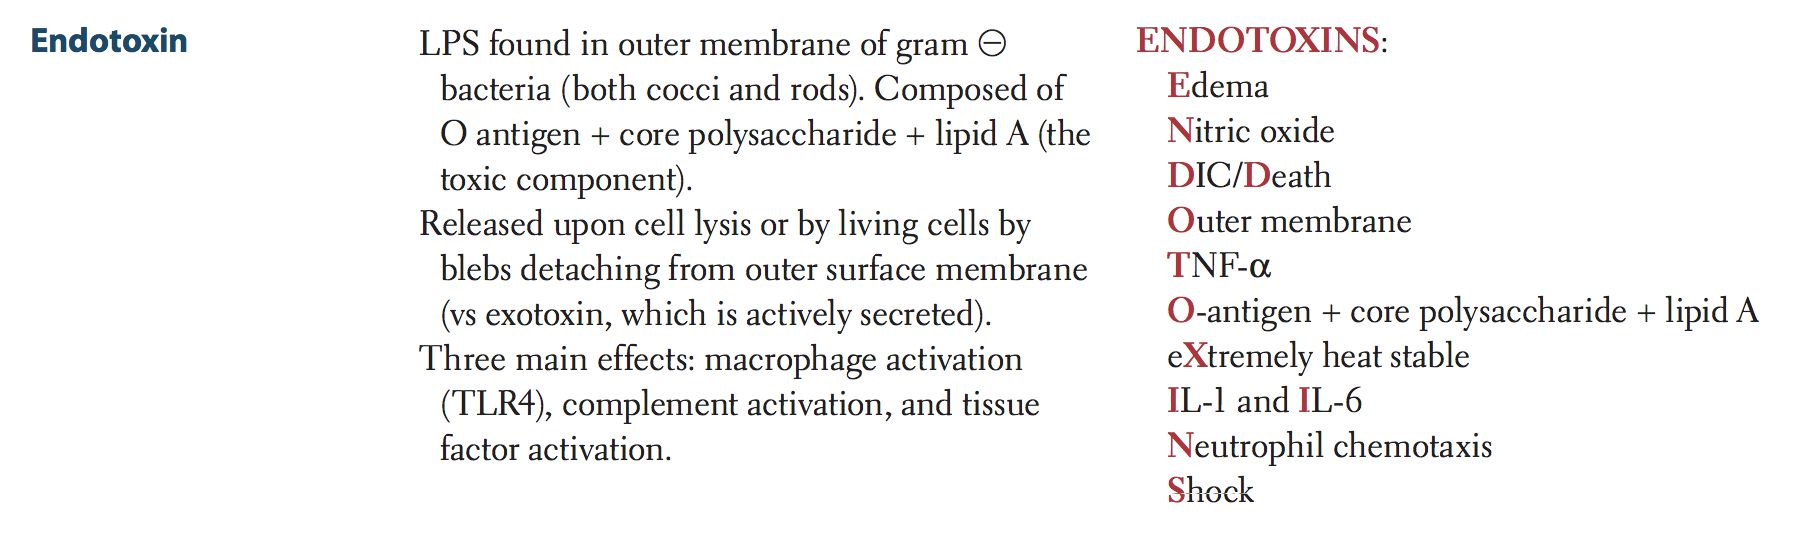 Endotoxin
LPS found in outer membrane of gram ⊖
bacteria (both cocci and rods). Composed of
O antigen + core polysaccharide + lipid A (the
toxic component).
Released upon cell lysis or by living cells by
blebs detaching from outer surface membrane
(vs exotoxin, which is actively secreted).
Three main effects: macrophage activation
(TLR4), complement activation, and tissue
factor activation.
ENDOTOXINS:
Edema
Nitric oxide
DIC/Death
Outer membrane
TNF-α
O-antigen + core polysaccharide + lipid A
eXtremely heat stable
IL-1 and IL-6
Neutrophil chemotaxis
Shock